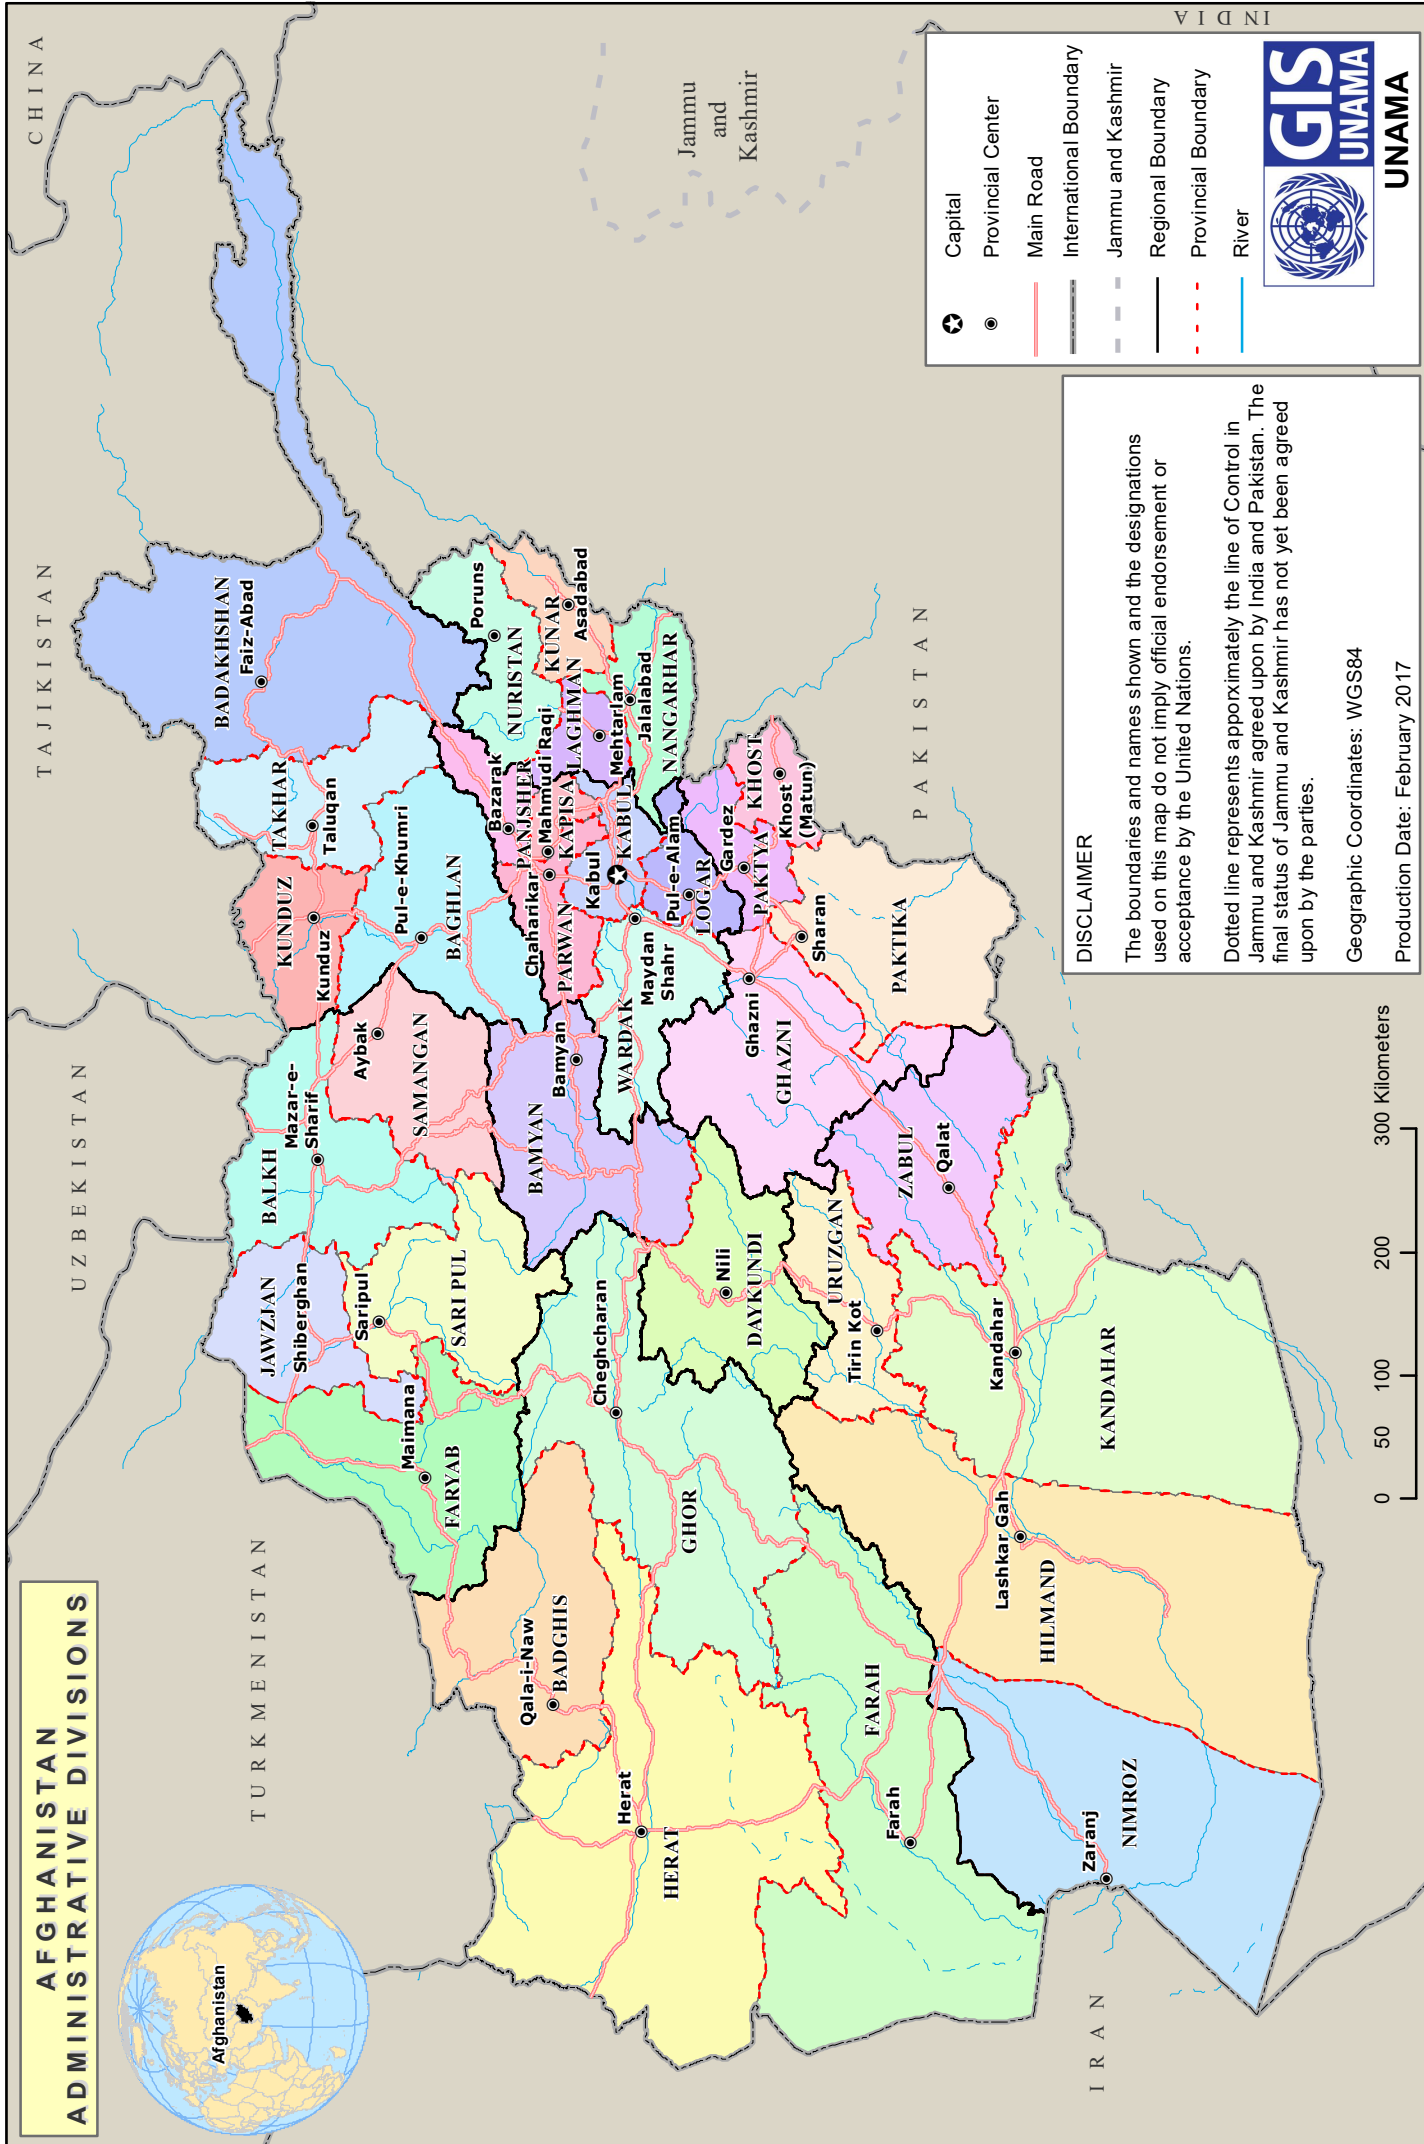 AFGHANISTAN
ADMINISTRATIVE DIVISIONS
Afghanistan
CHINA
TAJIKISTAN
UZBEKISTAN
TURKMENISTAN
IRAN
PAKISTAN
INDIA
Jammu
and
Kashmir
BADAKHSHAN
Faiz-Abad
TAKHAR
Taluqan
KUNDUZ
Kunduz
BALKH
Mazar-e-
Sharif
JAWZJAN
Shiberghan
Saripul
SARI PUL
Maimana
FARYAB
Aybak
SAMANGAN
Pul-e-Khumri
BAGHLAN
Poruns
NURISTAN
KUNAR
Asadabad
LAGHMAN
Mehtarlam
Jalalabad
NANGARHAR
Bazarak
PANJSHER
Mahmudi Raqi
KAPISA
Chaharikar
PARWAN
Kabul
KABUL
Pul-e-Alam
LOGAR
Gardez
PAKTYA
KHOST
Khost
(Matun)
Maydan
Shahr
WARDAK
Bamyan
BAMYAN
Ghazni
GHAZNI
Sharan
PAKTIKA
ZABUL
Qalat
URUZGAN
Tirin Kot
Nili
DAYKUNDI
Cheghcharan
GHOR
Qala-i-Naw
BADGHIS
Herat
HERAT
FARAH
Farah
Kandahar
KANDAHAR
Lashkar Gah
HILMAND
Zaranj
NIMROZ
0 50 100 200 300 Kilometers
DISCLAIMER
The boundaries and names shown and the designations
used on this map do not imply official endorsement or
acceptance by the United Nations.
Dotted line represents apporximately the line of Control in
Jammu and Kashmir agreed upon by India and Pakistan. The
final status of Jammu and Kashmir has not yet been agreed
upon by the parties.
Geographic Coordinates: WGS84
Production Date: February 2017
Capital
Provincial Center
Main Road
International Boundary
Jammu and Kashmir
Regional Boundary
Provincial Boundary
River
GIS
UNAMA
UNAMA